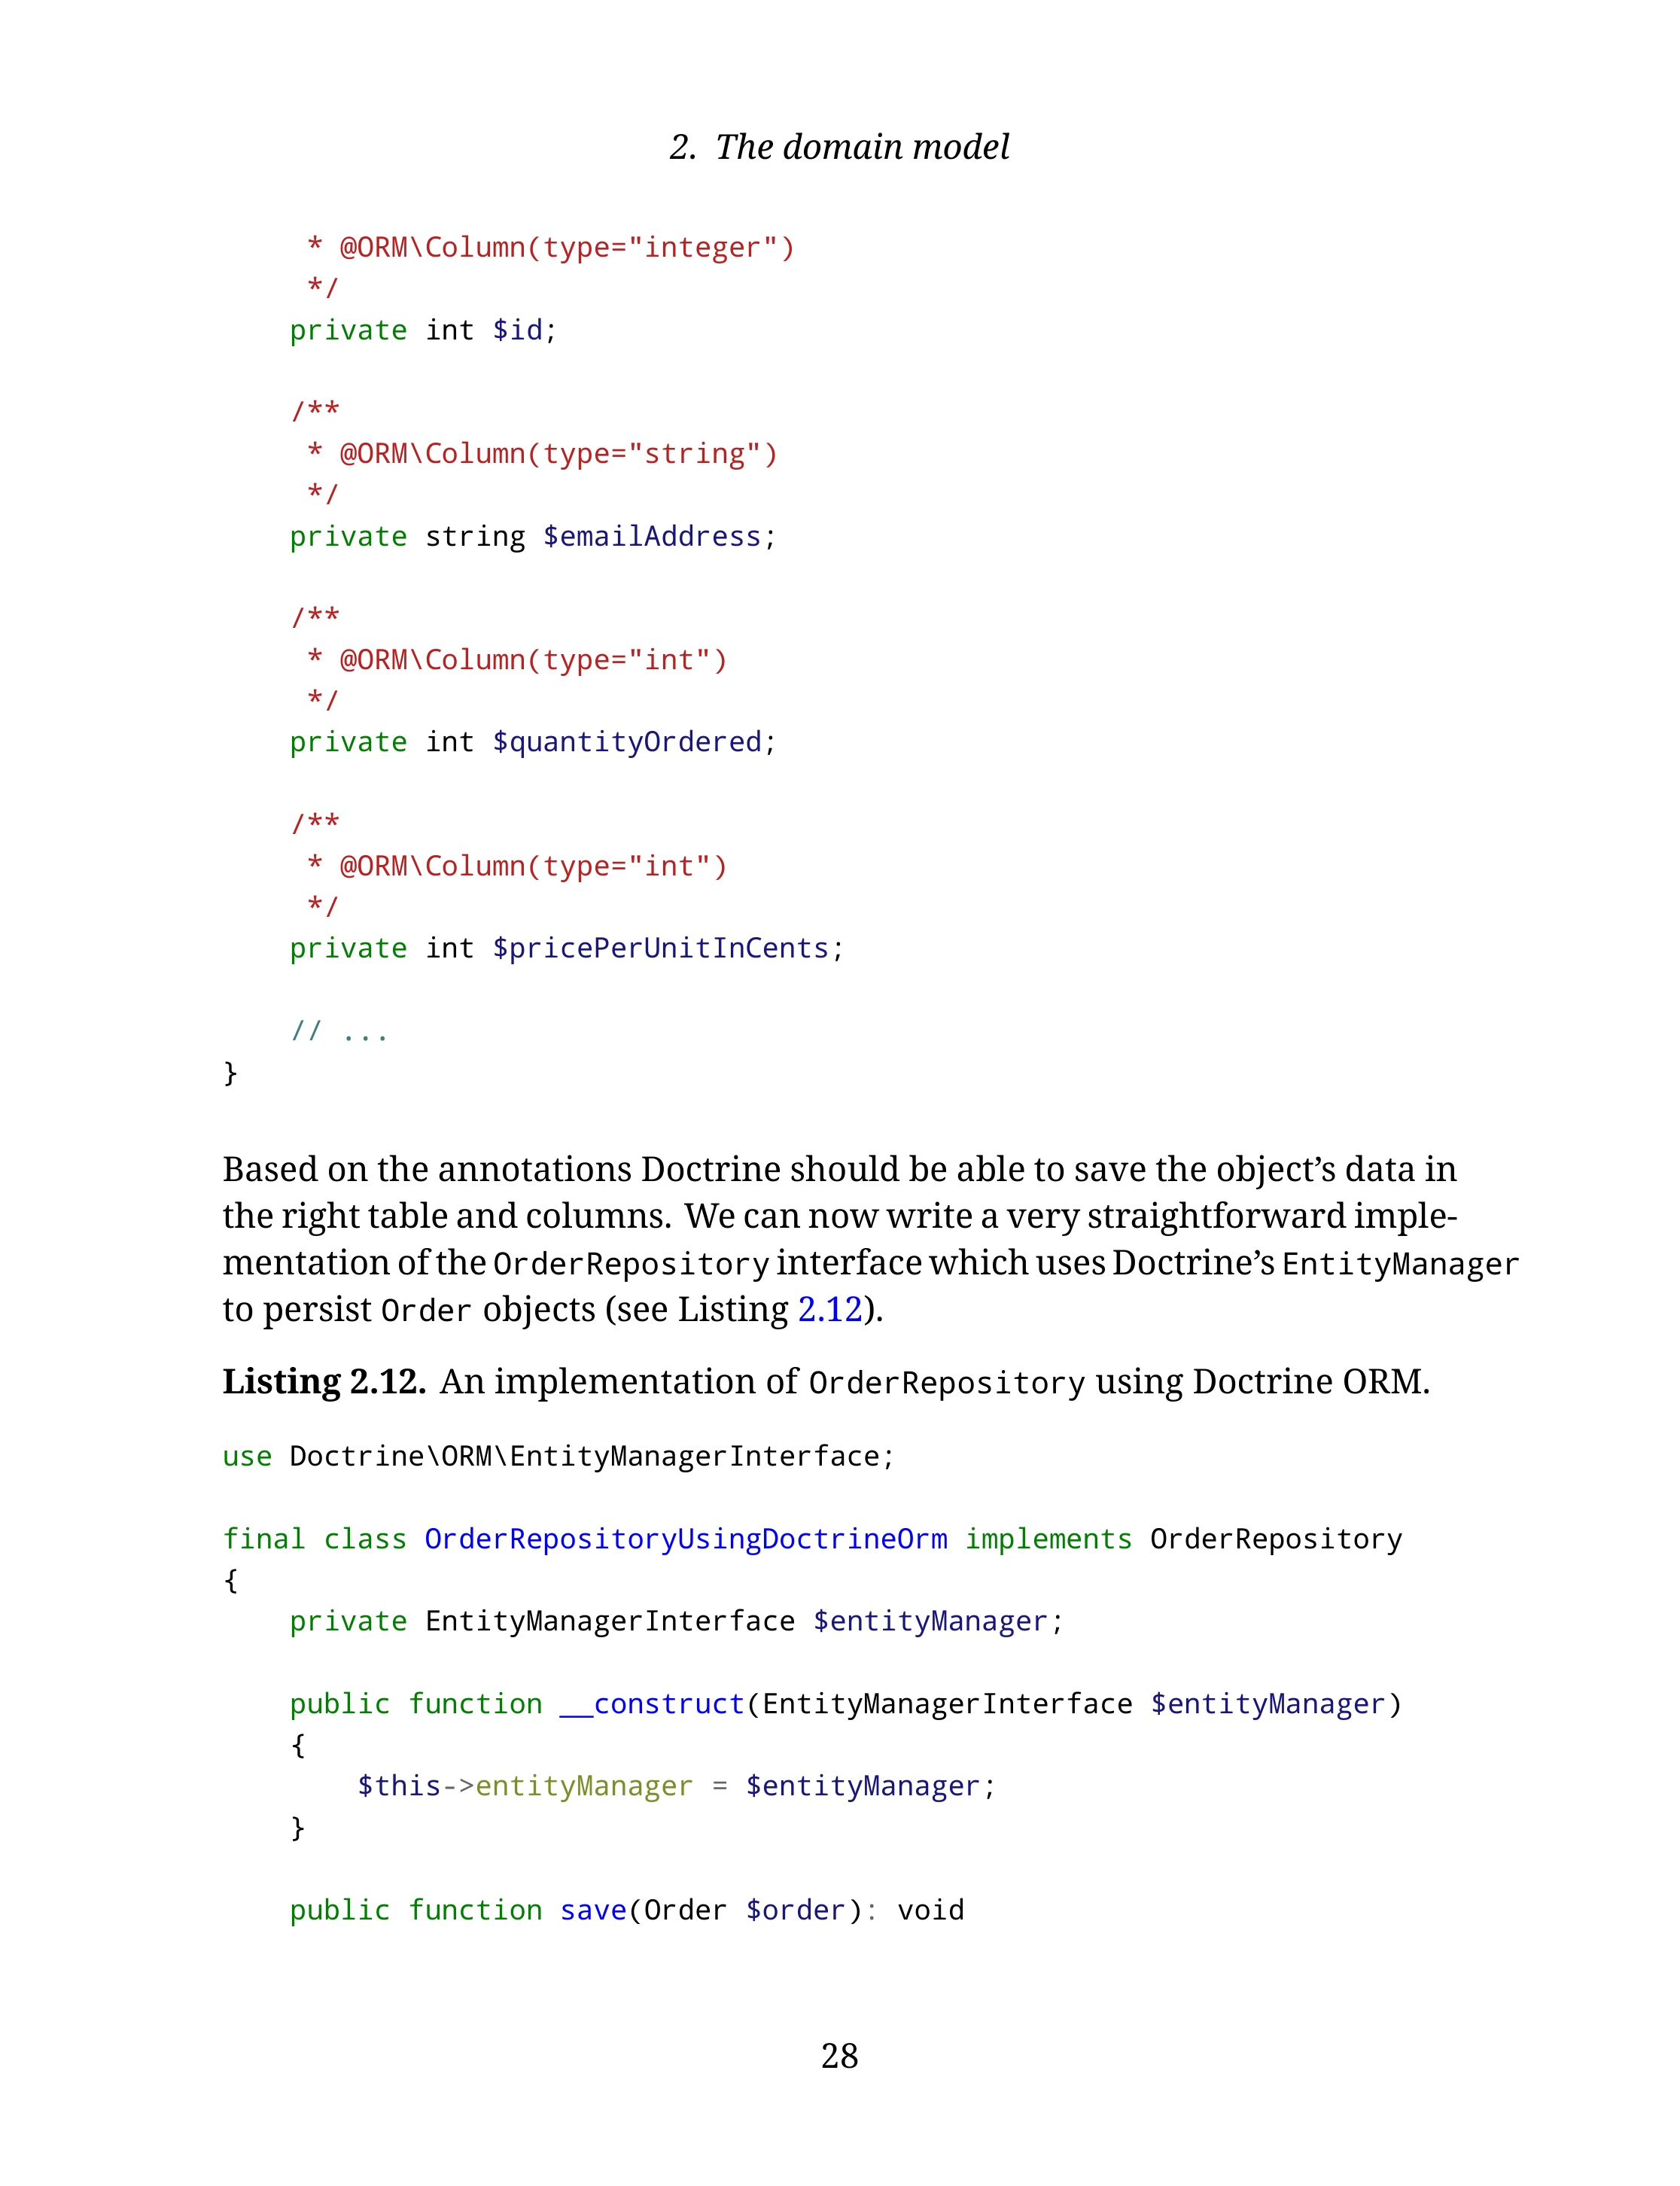 2. The domain model
* @ORM\Column(type="integer")
*/
private int $id;
/**
* @ORM\Column(type="string")
*/
private string $emailAddress;
/**
* @ORM\Column(type="int")
*/
private int $quantityOrdered;
/**
* @ORM\Column(type="int")
*/
private int $pricePerUnitInCents;
// ...
}
Based on the annotations Doctrine should be able to save the object’s data in
the right table and columns. We can now write a very straightforward imple-
mentation of the OrderRepository interface which uses Doctrine’s EntityManager
to persist Order objects (see Listing 2.12).
Listing 2.12. An implementation of OrderRepository using Doctrine ORM.
use Doctrine\ORM\EntityManagerInterface;
final class OrderRepositoryUsingDoctrineOrm implements OrderRepository
{
private EntityManagerInterface $entityManager;
public function __construct(EntityManagerInterface $entityManager)
{
$this->entityManager = $entityManager;
}
public function save(Order $order): void
28